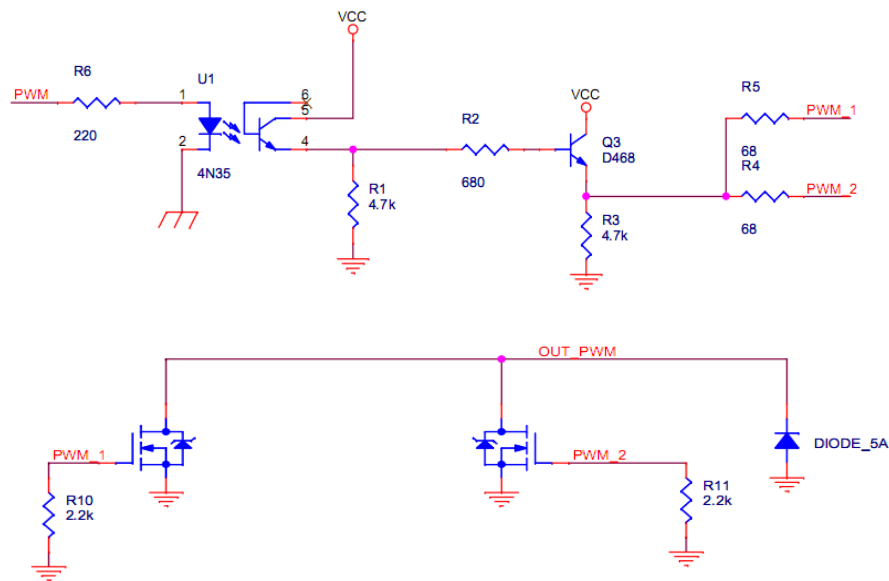 VCC
R6
U1
R5
PWM
1
6
5
R2
VCC
PWM_1
220
2
4
Q3
D468
68
4N35
R1
4.7k
680
R4
PWM_2
R3
4.7k
68
OUT_PWM
PWM_1
PWM_2
DIODE_5A
R10
2.2k
R11
2.2k